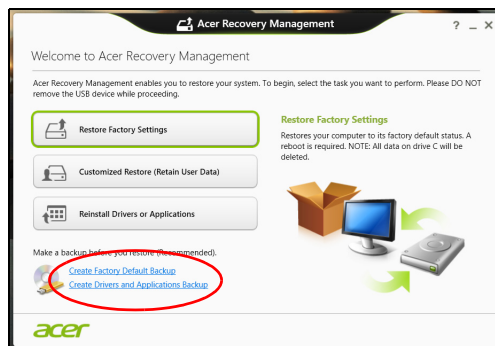 Acer Recovery Management
? _ X
Welcome to Acer Recovery Management
Acer Recovery Management enables you to restore your system. To begin, select the task you want to perform. Please DO NOT
remove the USB device while proceeding.
Restore Factory Settings
Customized Restore (Retain User Data)
Reinstall Drivers or Applications
Restore Factory Settings
Restores your computer to its factory default status. A
reboot is required. NOTE: All data on drive C will be
deleted.
Make a backup before you restore (Recommended).
Create Factory Default Backup
Create Drivers and Applications Backup
acer